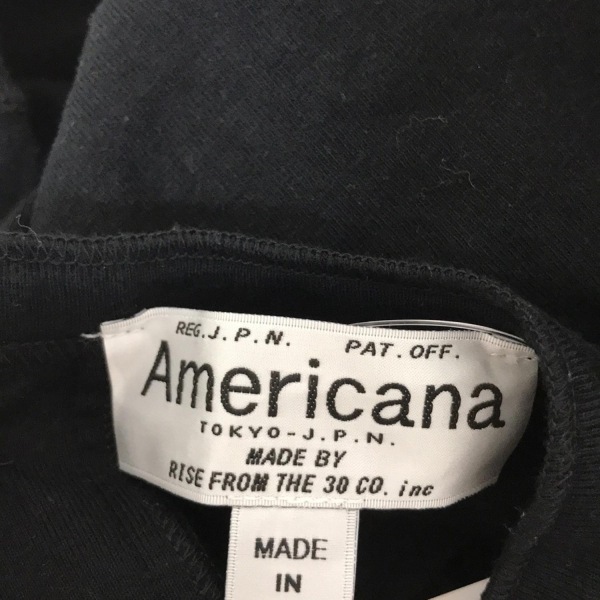 REG.J.P.N. PAT.OFF.
Americana
TOKYO-J.P.N.
MADE BY
RISE FROM THE 30 CO. inc
MADE
IN